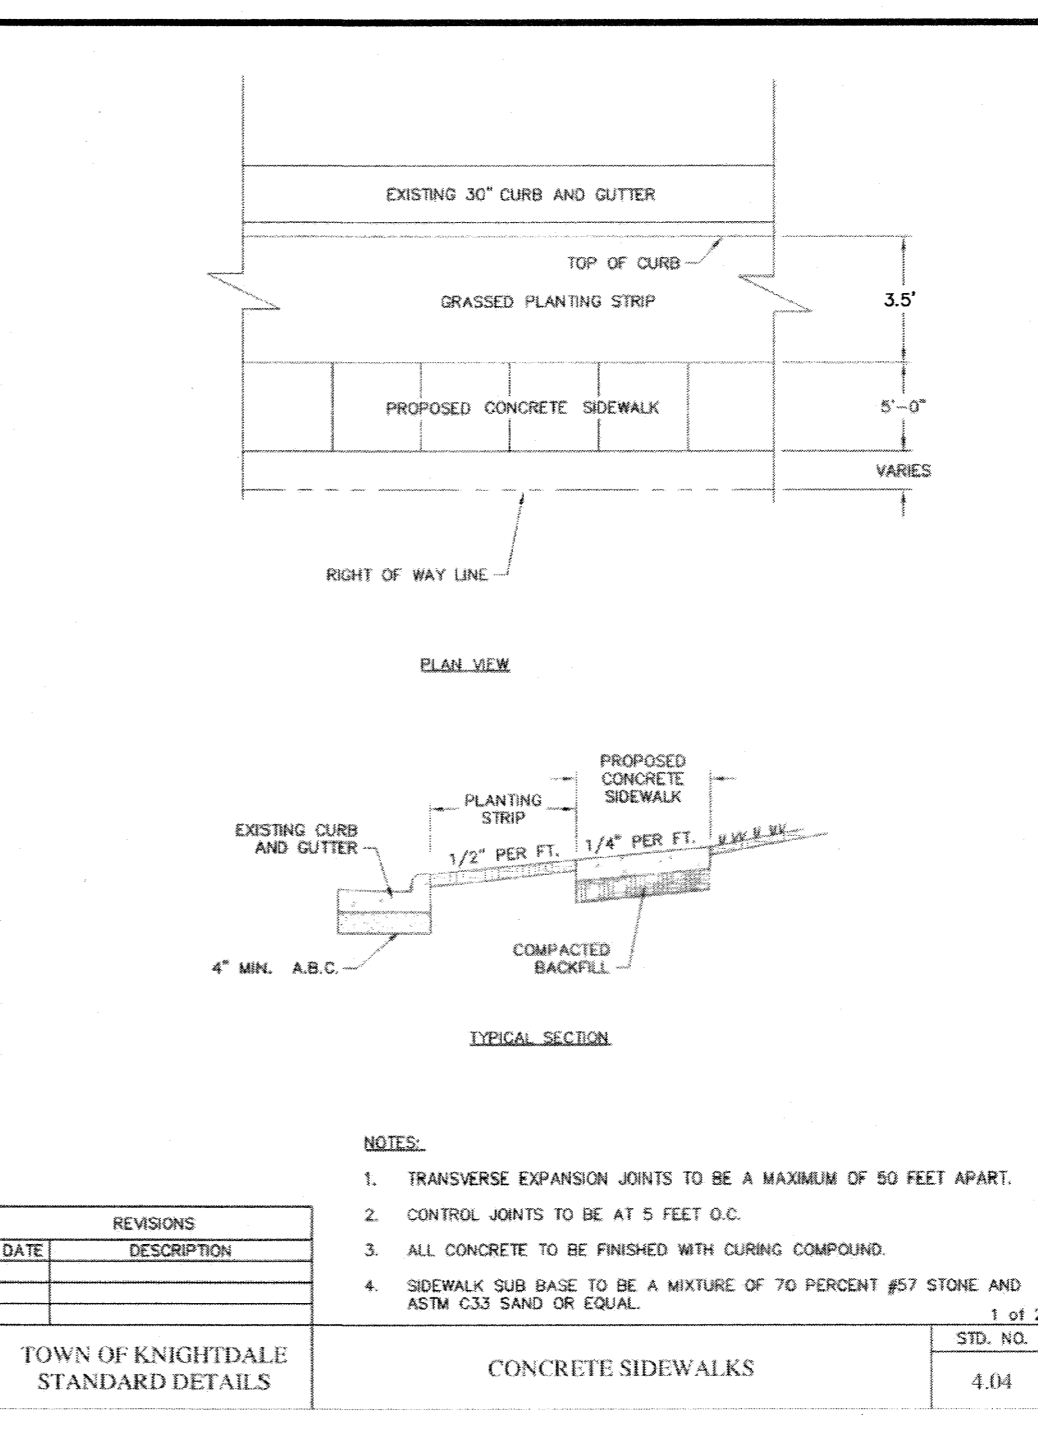 EXISTING 30" CURB AND GUTTER
TOP OF CURB
GRASSED PLANTING STRIP
3.5'
PROPOSED CONCRETE SIDEWALK
5'-0"
VARIES
RIGHT OF WAY LINE
PLAN VIEW
PROPOSED
CONCRETE
SIDEWALK
PLANTING
STRIP
EXISTING CURB
AND GUTTER
1/2" PER FT.
1/4" PER FT.
COMPACTED
BACKFILL
4" MIN. A.B.C.
TYPICAL SECTION
NOTES:
1. TRANSVERSE EXPANSION JOINTS TO BE A MAXIMUM OF 50 FEET APART.
2. CONTROL JOINTS TO BE AT 5 FEET O.C.
3. ALL CONCRETE TO BE FINISHED WITH CURING COMPOUND.
4. SIDEWALK SUB BASE TO BE A MIXTURE OF 70 PERCENT #57 STONE AND
ASTM C33 SAND OR EQUAL.
REVISIONS
DATE DESCRIPTION
1 of 2
TOWN OF KNIGHTDALE
STANDARD DETAILS
CONCRETE SIDEWALKS
STD. NO.
4.04